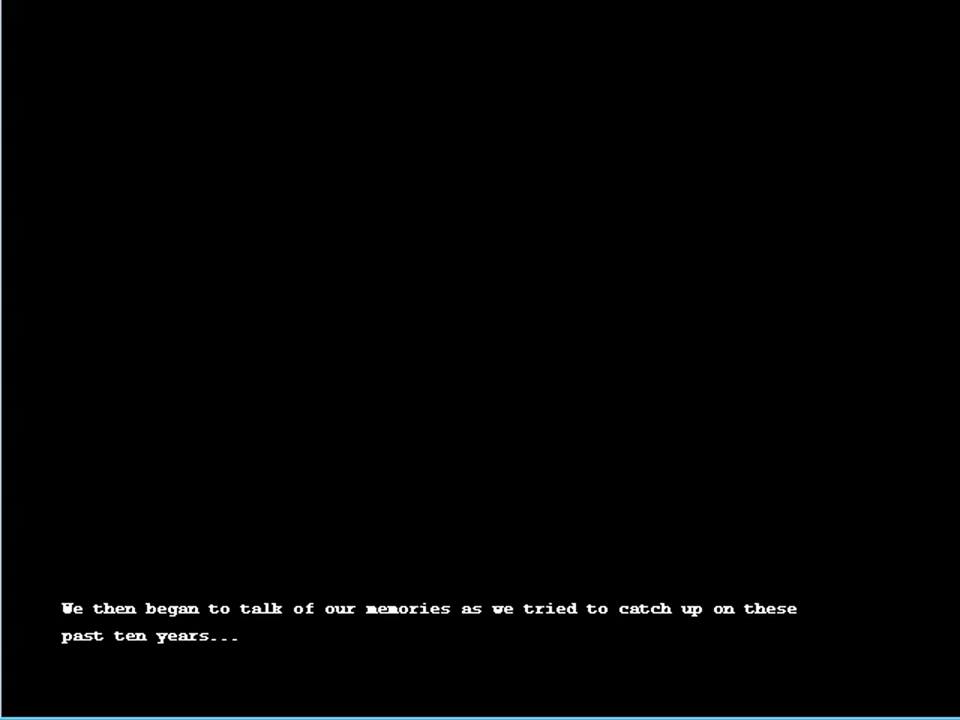 We then began to talk of our memories as we tried to catch up on these
past ten years...